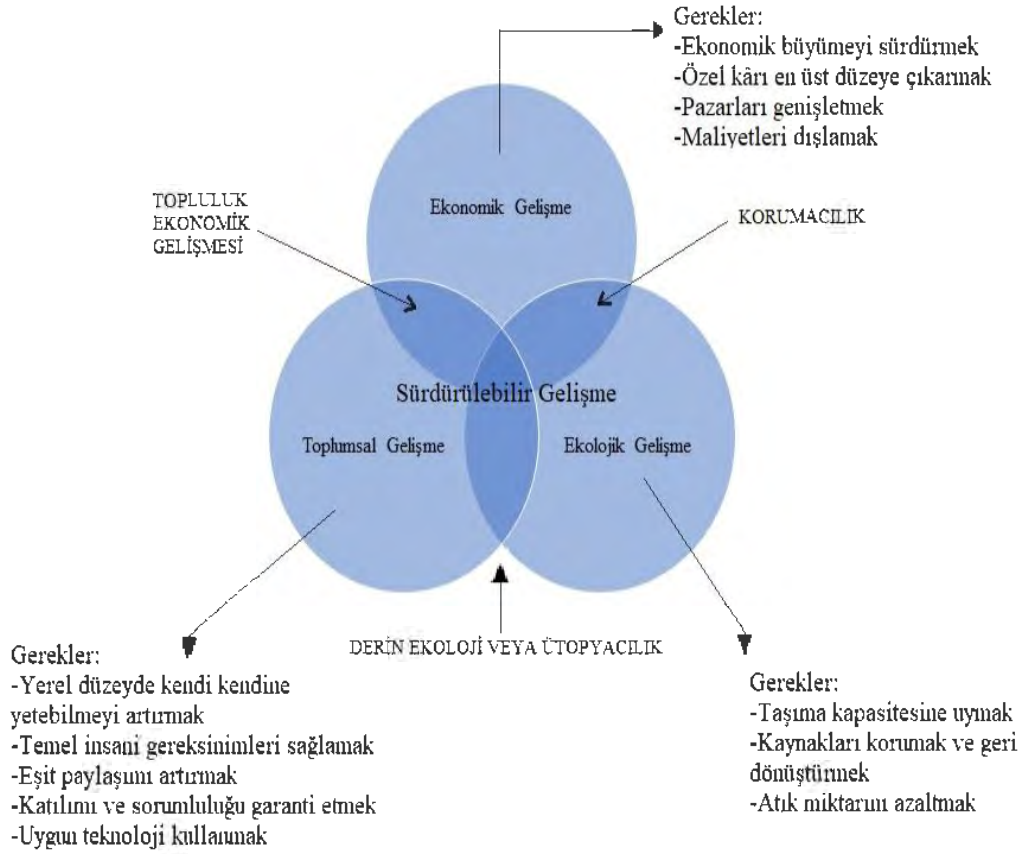 Gerekler:
-Ekonomik büyümeyi sürdürmek
-Özel kârı en üst düzeye çıkarmak
-Pazarları genişletmek
-Maliyetleri dışlamak
TOPLULUK
EKONOMİK
GELİŞMESİ
Ekonomik Gelişme
KORUMACILIK
Sürdürülebilir Gelişme
Toplumsal Gelişme
Ekolojik Gelişme
DERİN EKOLOJİ VEYA ÜTOPYACILIK
Gerekler:
-Yerel düzeyde kendi kendine
yetebilmeyi artırmak
-Temel insani gereksinimleri sağlamak
-Eşit paylaşımı artırmak
-Katılımı ve sorumluluğu garanti etmek
-Uygun teknoloji kullanmak
Gerekler:
-Taşıma kapasitesine uymak
-Kaynakları korumak ve geri
dönüştürmek
-Atık miktarını azaltmak